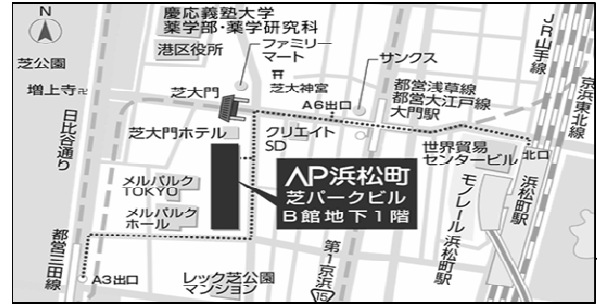 N
慶応義塾大学
薬学部・薬学研究科
港区役所
ファミリー
マート
サンクス
芝公園
増上寺卍
芝大門
芝大神宮
A6出口
都営浅草線
都営大江戸線
大門駅
JR山手線
京浜東北線
日比谷通り
芝大門ホテル
クリエイト
SD
世界貿易
センタービル
北口
メルパルク
TOKYO
メルパルク
ホール
AP浜松町
芝パークビル
B館地下1階
モノレール浜松町駅
浜松町駅
都営三田線
A3出口
レック芝公園
マンション
第1京浜
15